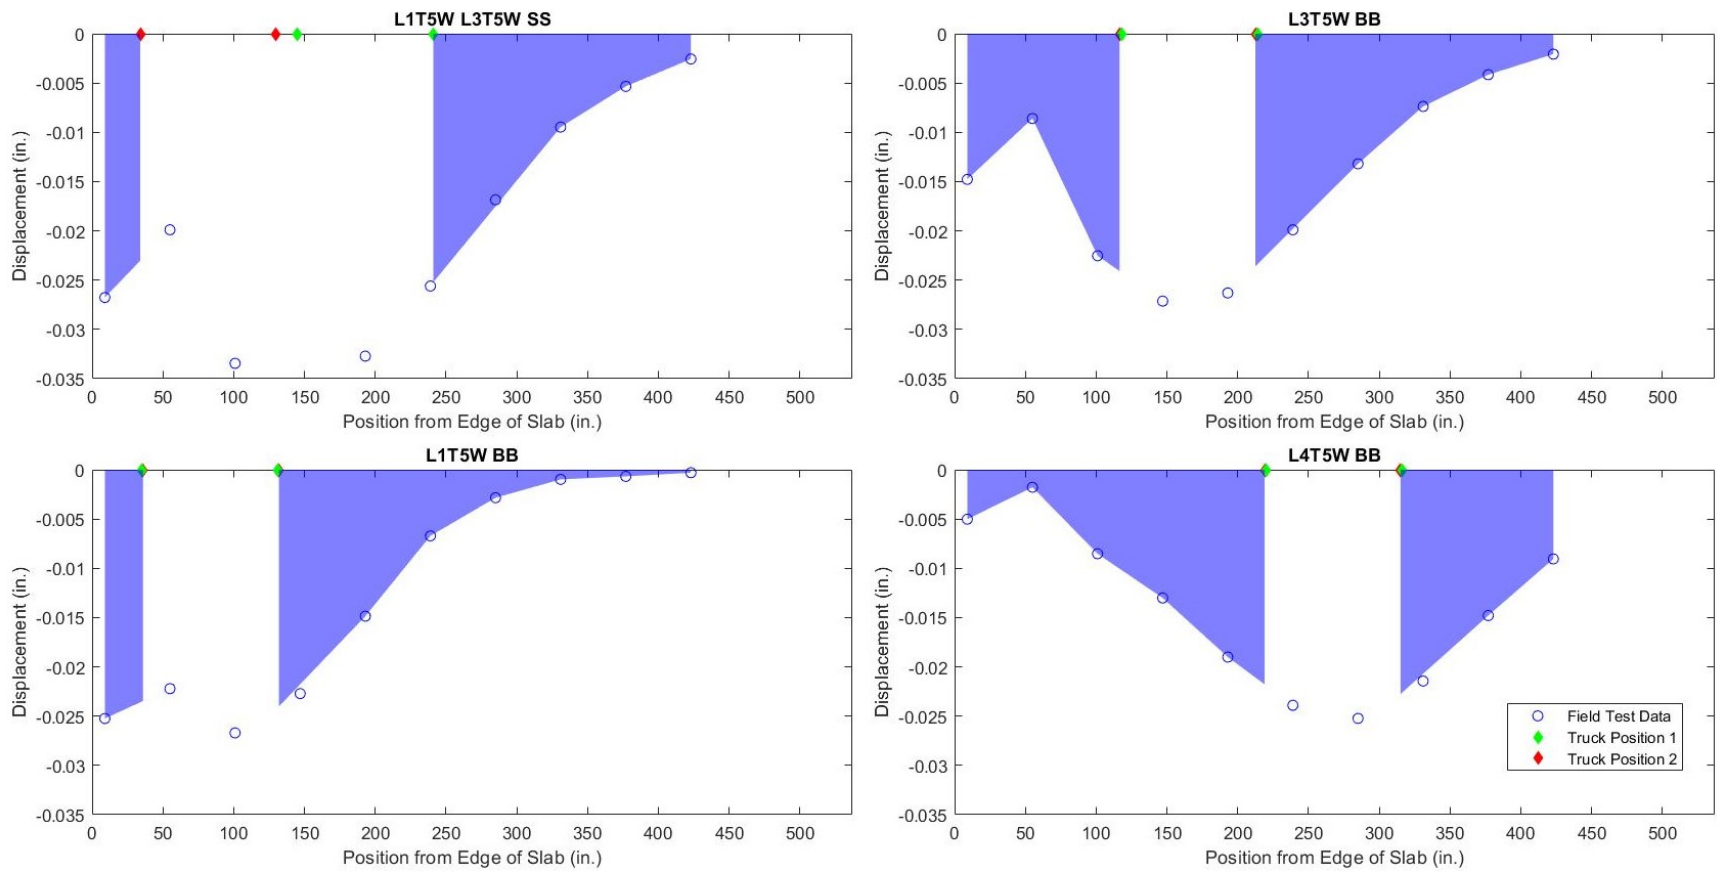 L1T5W L3T5W SS
0
-0.005
-0.01
-0.015
-0.02
-0.025
-0.03
-0.035
Displacement (in.)
0 50 100 150 200 250 300 350 400 450 500
Position from Edge of Slab (in.)
L3T5W BB
0
-0.005
-0.01
-0.015
-0.02
-0.025
-0.03
-0.035
Displacement (in.)
0 50 100 150 200 250 300 350 400 450 500
Position from Edge of Slab (in.)
L1T5W BB
0
-0.005
-0.01
-0.015
-0.02
-0.025
-0.03
-0.035
Displacement (in.)
0 50 100 150 200 250 300 350 400 450 500
Position from Edge of Slab (in.)
L4T5W BB
0
-0.005
-0.01
-0.015
-0.02
-0.025
-0.03
-0.035
Displacement (in.)
Field Test Data
Truck Position 1
Truck Position 2
0 50 100 150 200 250 300 350 400 450 500
Position from Edge of Slab (in.)